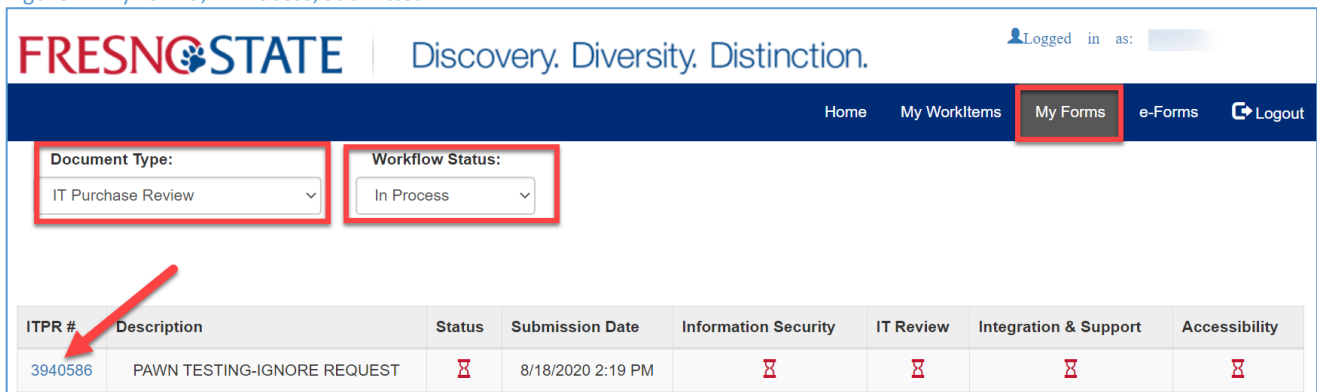 FRESNO STATE Discovery. Diversity. Distinction.
Logged in as:
Home My WorkItems My Forms e-Forms Logout
Document Type: Workflow Status:
IT Purchase Review In Process
ITPR # Description Status Submission Date Information Security IT Review Integration & Support Accessibility
3940586 PAWN TESTING-IGNORE REQUEST 8/18/2020 2:19 PM